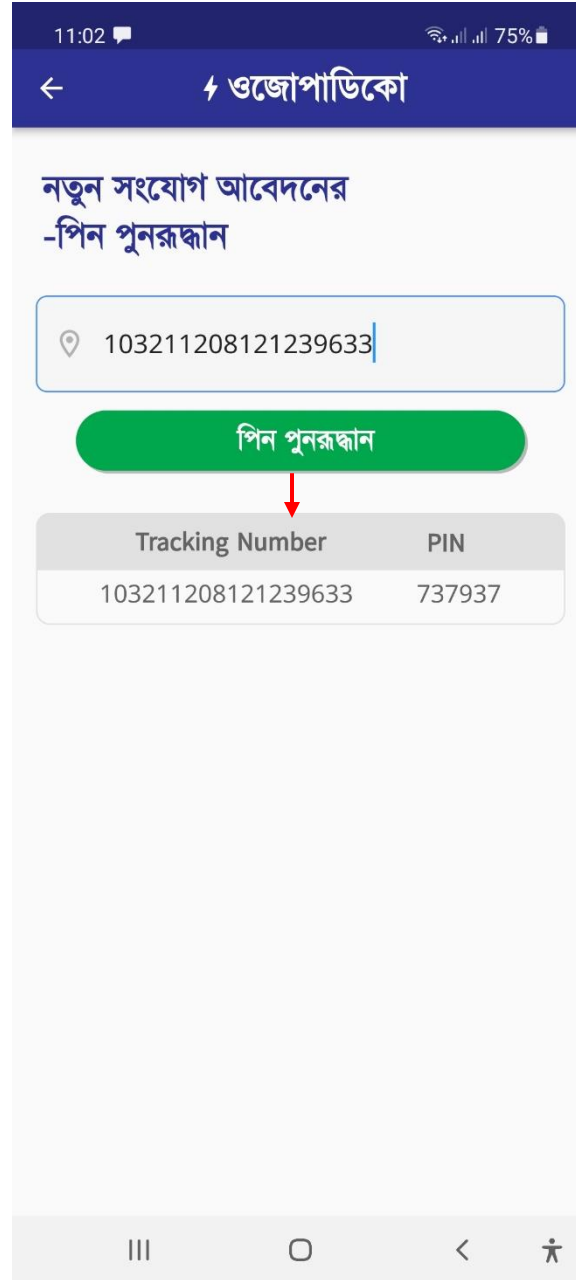 11:02
75%
ওজোপাডিকো
নতুন সংযোগ আবেদনের
-পিন পুনরূদ্ধান
103211208121239633
পিন পুনরূদ্ধান
Tracking Number PIN
103211208121239633 737937